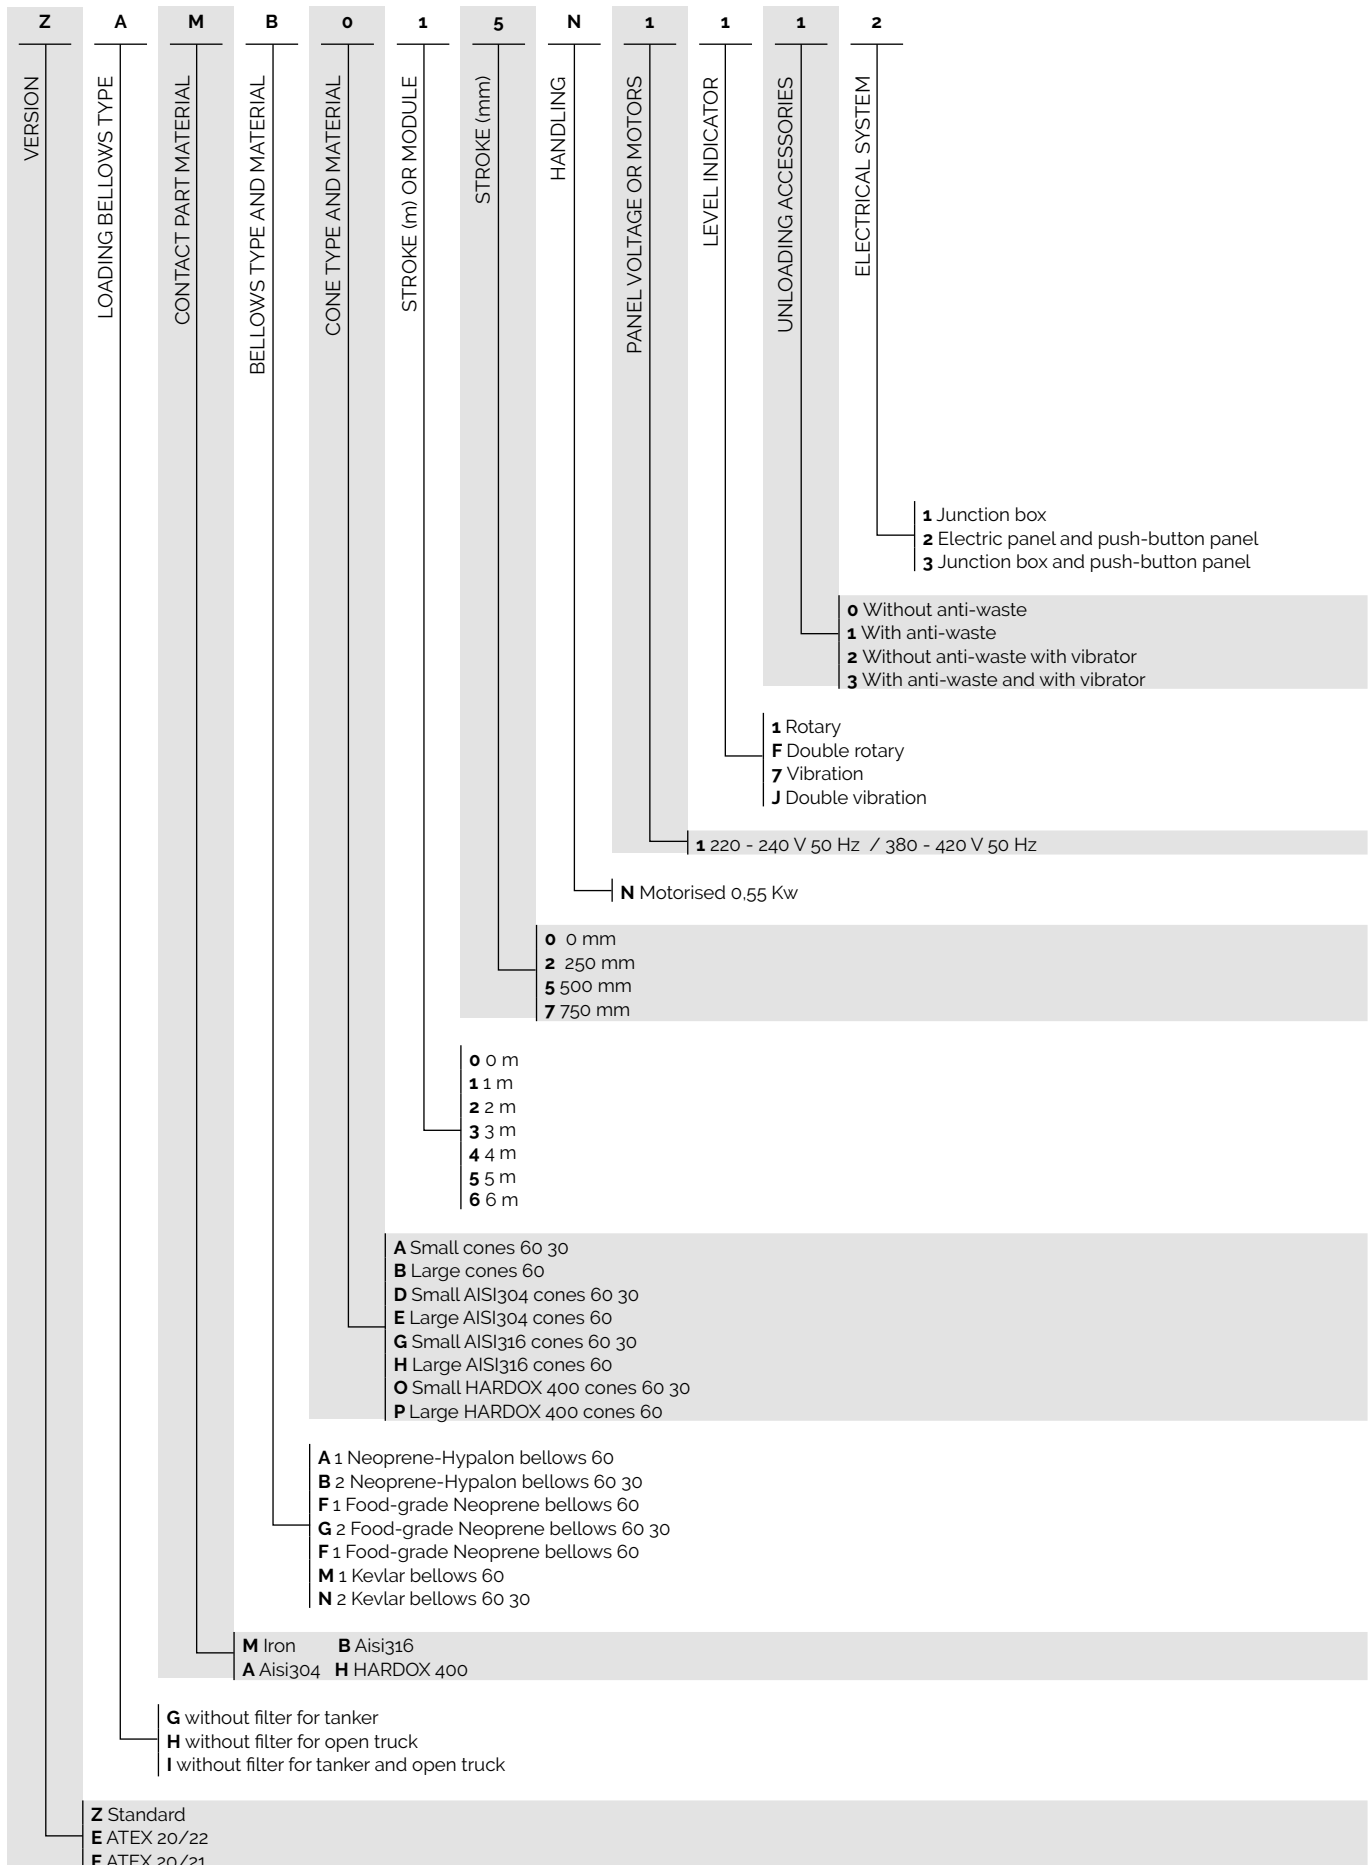 Z A M B 0 1 5 N 1 1 1 2
VERSION
LOADING BELLOWS TYPE
CONTACT PART MATERIAL
BELLOWS TYPE AND MATERIAL
CONE TYPE AND MATERIAL
STROKE (m) OR MODULE
STROKE (mm)
HANDLING
PANEL VOLTAGE OR MOTORS
LEVEL INDICATOR
UNLOADING ACCESSORIES
ELECTRICAL SYSTEM
1 Junction box
2 Electric panel and push-button panel
3 Junction box and push-button panel
0 Without anti-waste
1 With anti-waste
2 Without anti-waste with vibrator
3 With anti-waste and with vibrator
1 Rotary
F Double rotary
7 Vibration
J Double vibration
1 220 - 240 V 50 Hz / 380 - 420 V 50 Hz
N Motorised 0,55 Kw
0 0 mm
2 250 mm
5 500 mm
7 750 mm
0 0 m
1 1 m
2 2 m
3 3 m
4 4 m
5 5 m
6 6 m
A Small cones 60 30
B Large cones 60
D Small AISI304 cones 60 30
E Large AISI304 cones 60
G Small AISI316 cones 60 30
H Large AISI316 cones 60
O Small HARDOX 400 cones 60 30
P Large HARDOX 400 cones 60
A 1 Neoprene-Hypalon bellows 60
B 2 Neoprene-Hypalon bellows 60 30
F 1 Food-grade Neoprene bellows 60
G 2 Food-grade Neoprene bellows 60 30
F 1 Food-grade Neoprene bellows 60
M 1 Kevlar bellows 60
N 2 Kevlar bellows 60 30
M Iron B Aisi316
A Aisi304 H HARDOX 400
G without filter for tanker
H without filter for open truck
I without filter for tanker and open truck
Z Standard
E ATEX 20/22
F ATEX 20/21